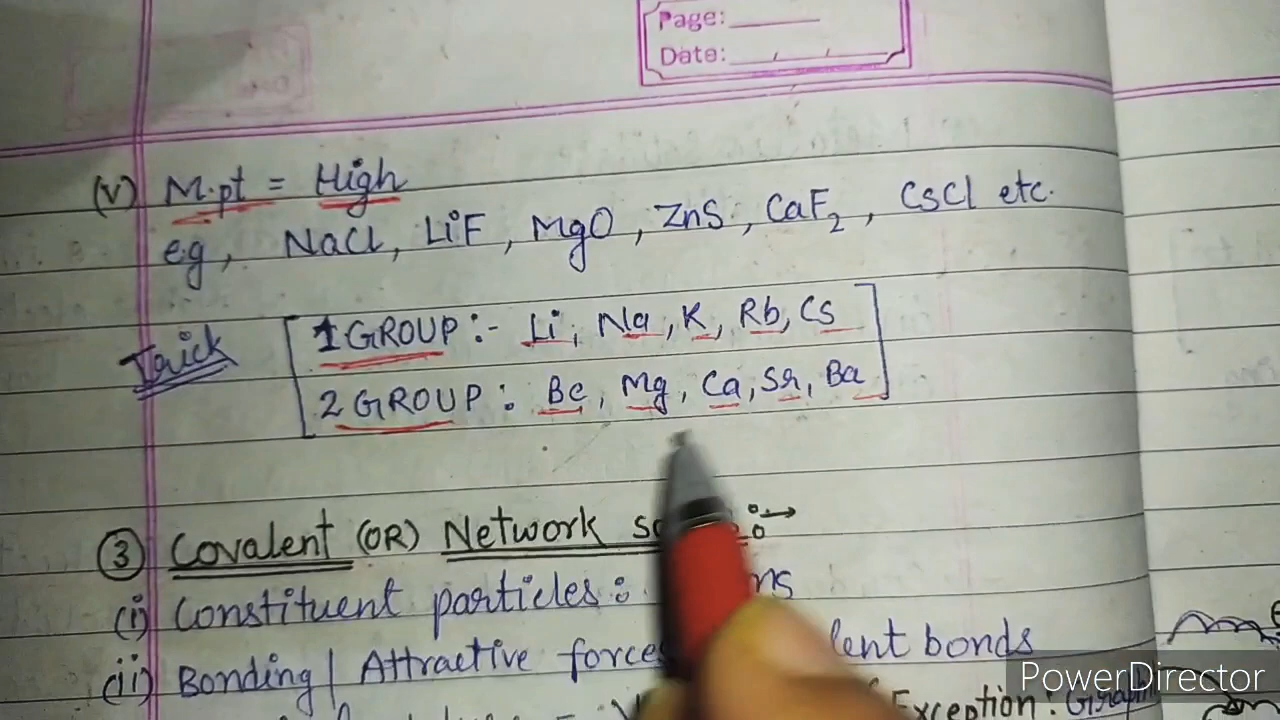 Page:
Date:
(V) M.pt = High
e.g, NaCl, LiF, MgO, ZnS, CaF₂, CsCl etc.
Trick
1 GROUP :- Li, Na, K, Rb, Cs
2 GROUP : Be, Mg, Ca, Sr, Ba
③ Covalent (OR) Network
(i) Constituent particles :
(ii) Bonding / Attractive forces bonds
Exception :
PowerDirector